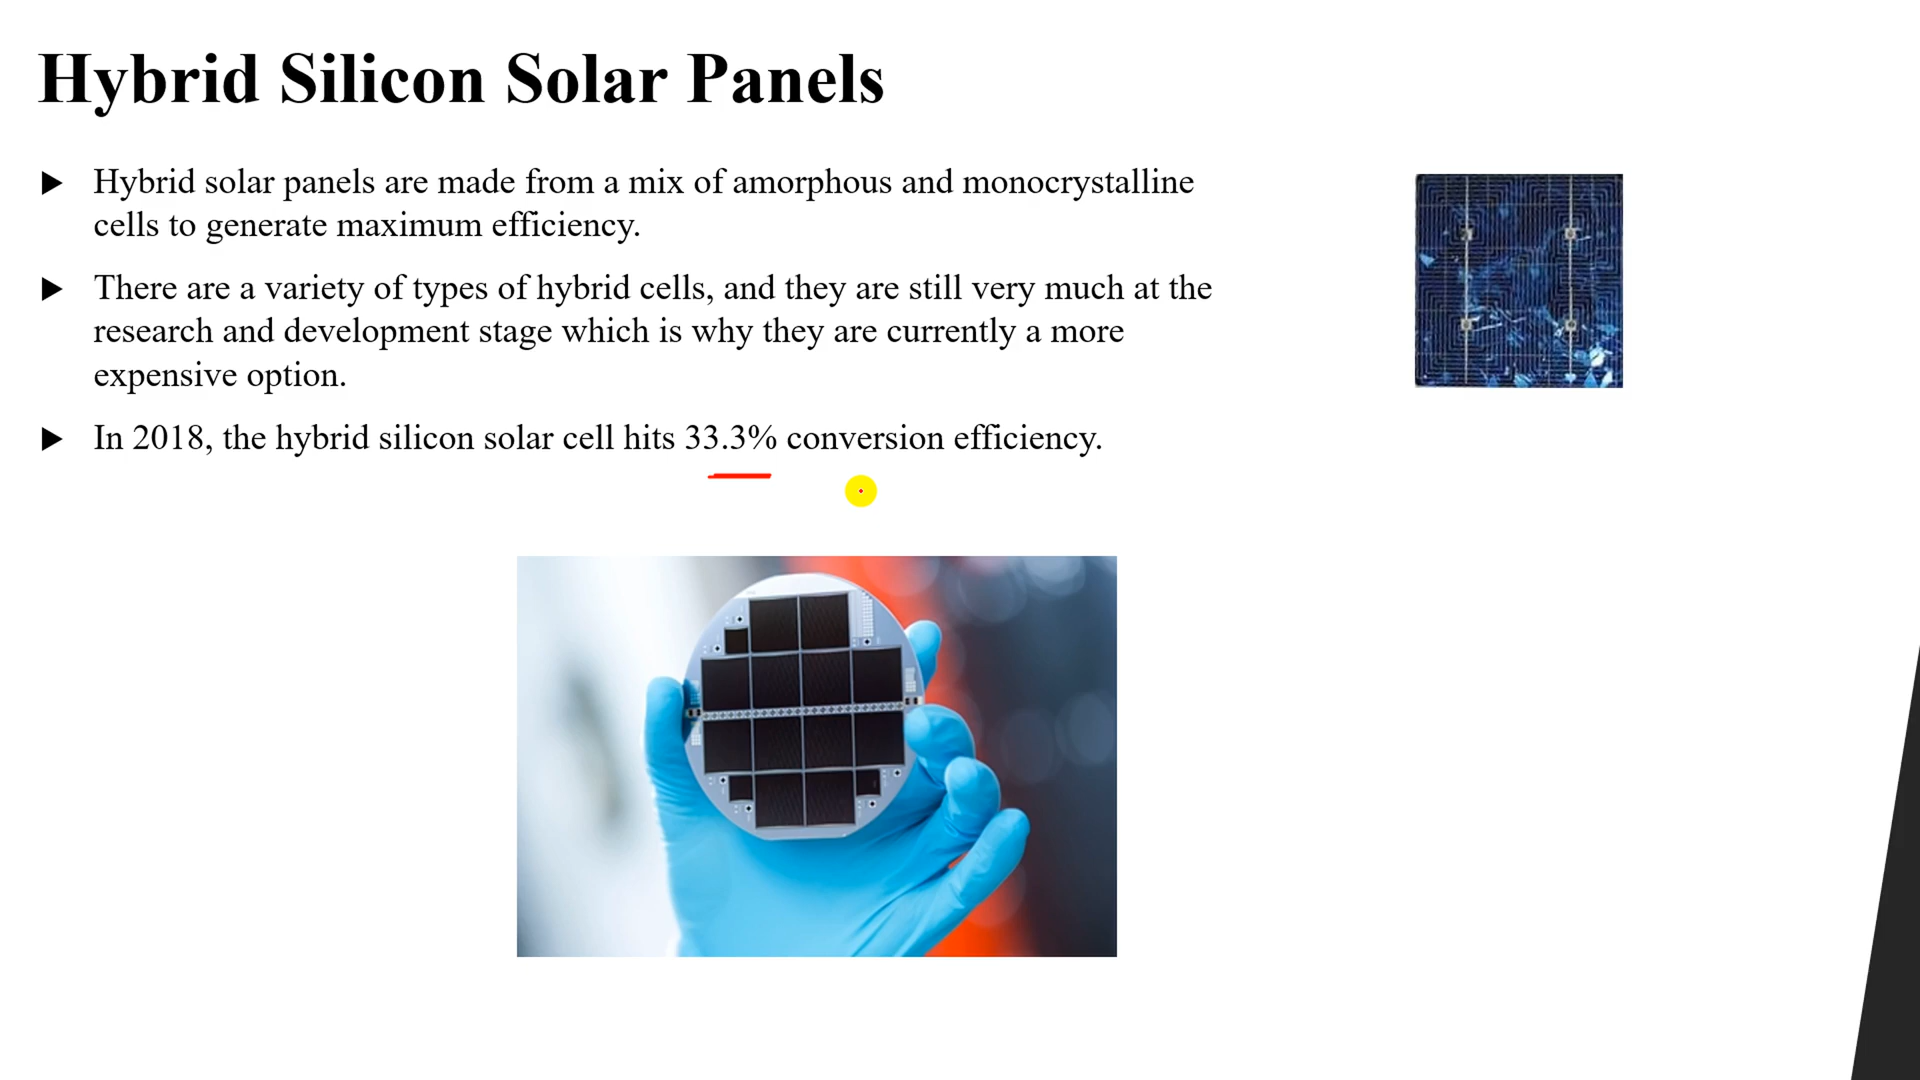 Hybrid Silicon Solar Panels
Hybrid solar panels are made from a mix of amorphous and monocrystalline
cells to generate maximum efficiency.
There are a variety of types of hybrid cells, and they are still very much at the
research and development stage which is why they are currently a more
expensive option.
In 2018, the hybrid silicon solar cell hits 33.3% conversion efficiency.